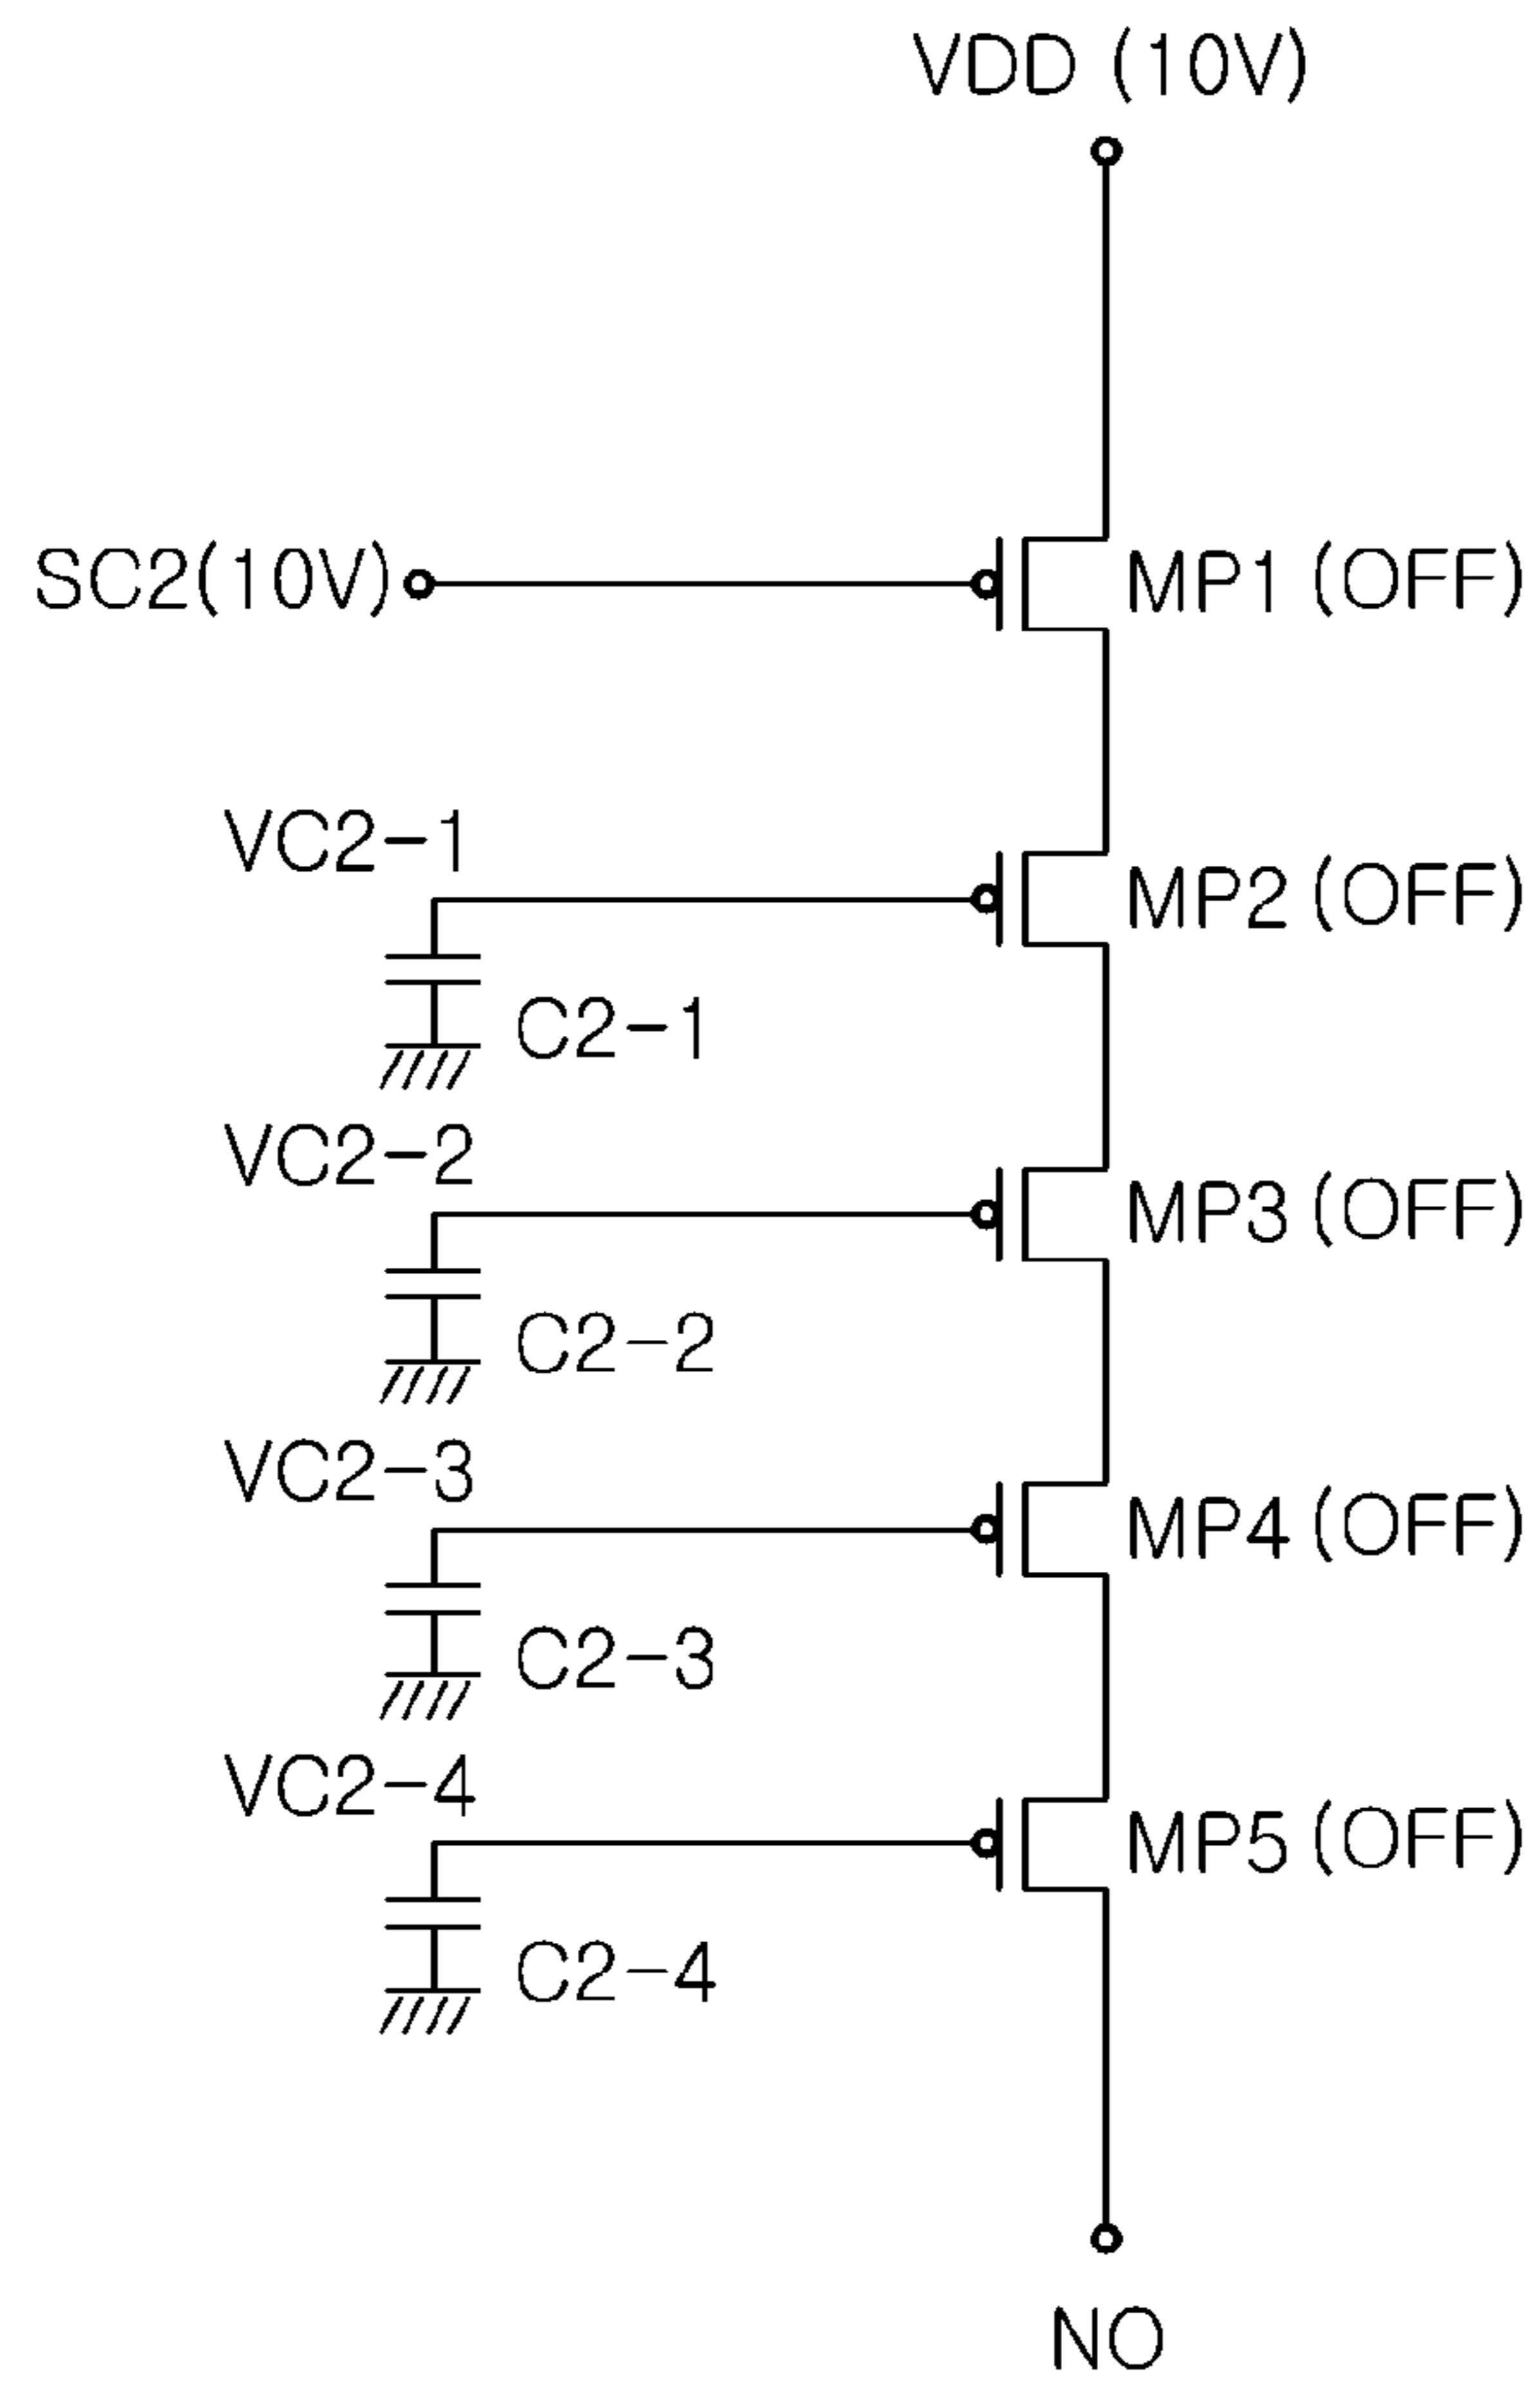 VDD (10V)
SC2(10V)
MP1 (OFF)
VC2-1
MP2 (OFF)
C2-1
VC2-2
MP3 (OFF)
C2-2
VC2-3
MP4 (OFF)
C2-3
VC2-4
MP5 (OFF)
C2-4
NO